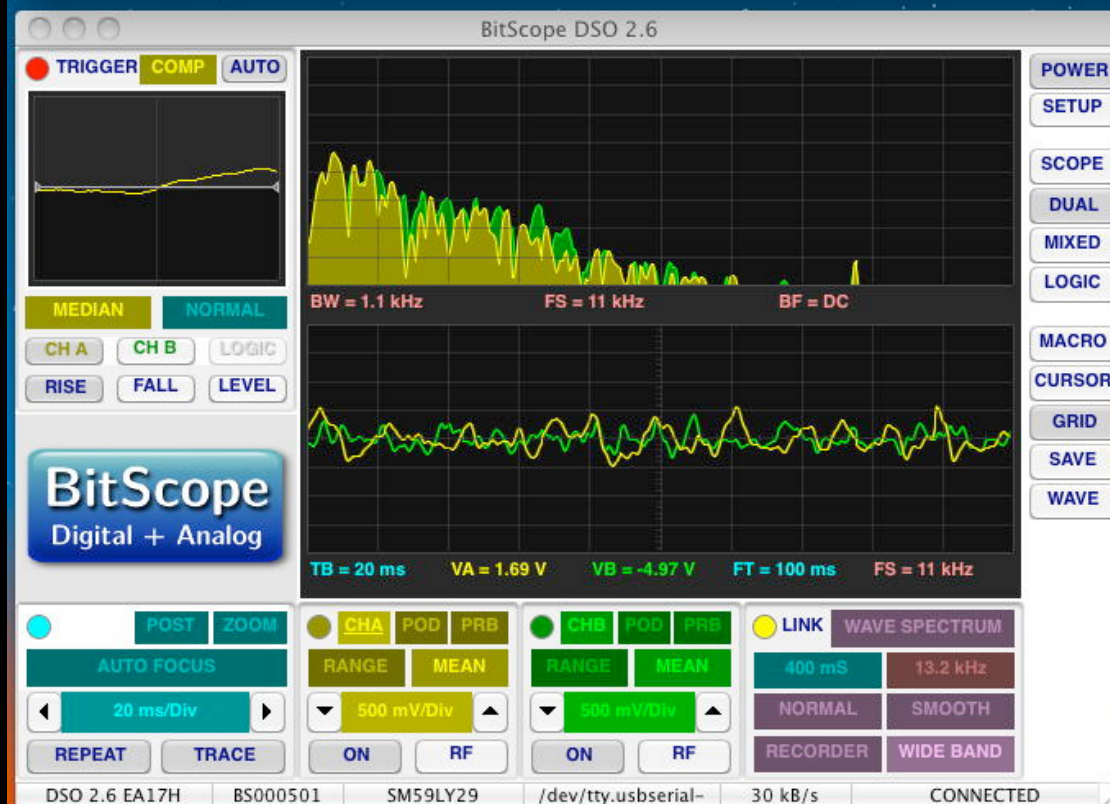 BitScope DSO 2.6
TRIGGER COMP AUTO
MEDIAN NORMAL
CH A CH B LOGIC
RISE FALL LEVEL
BitScope
Digital + Analog
BW = 1.1 kHz FS = 11 kHz BF = DC
TB = 20 ms VA = 1.69 V VB = -4.97 V FT = 100 ms FS = 11 kHz
POWER
SETUP
SCOPE
DUAL
MIXED
LOGIC
MACRO
CURSOR
GRID
SAVE
WAVE
POST ZOOM
AUTO FOCUS
20 ms/Div
REPEAT TRACE
CHA POD PRB
RANGE MEAN
500 mV/Div
ON RF
CHB POD PRB
RANGE MEAN
500 mV/Div
ON RF
LINK WAVE SPECTRUM
400 mS 13.2 kHz
NORMAL SMOOTH
RECORDER WIDE BAND
DSO 2.6 EA17H BS000501 SM59LY29 /dev/tty.usbserial- 30 kB/s CONNECTED